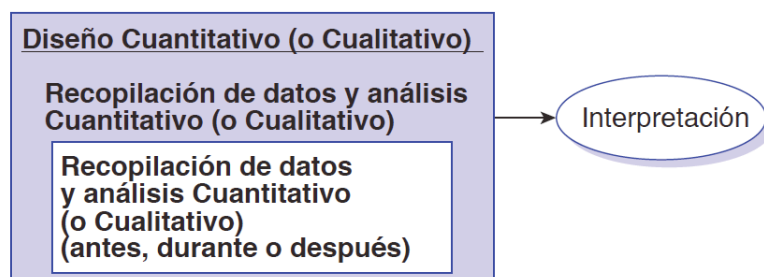 Diseño Cuantitativo (o Cualitativo)
Recopilación de datos y análisis
Cuantitativo (o Cualitativo)
Recopilación de datos
y análisis Cuantitativo
(o Cualitativo)
(antes, durante o después)
Interpretación